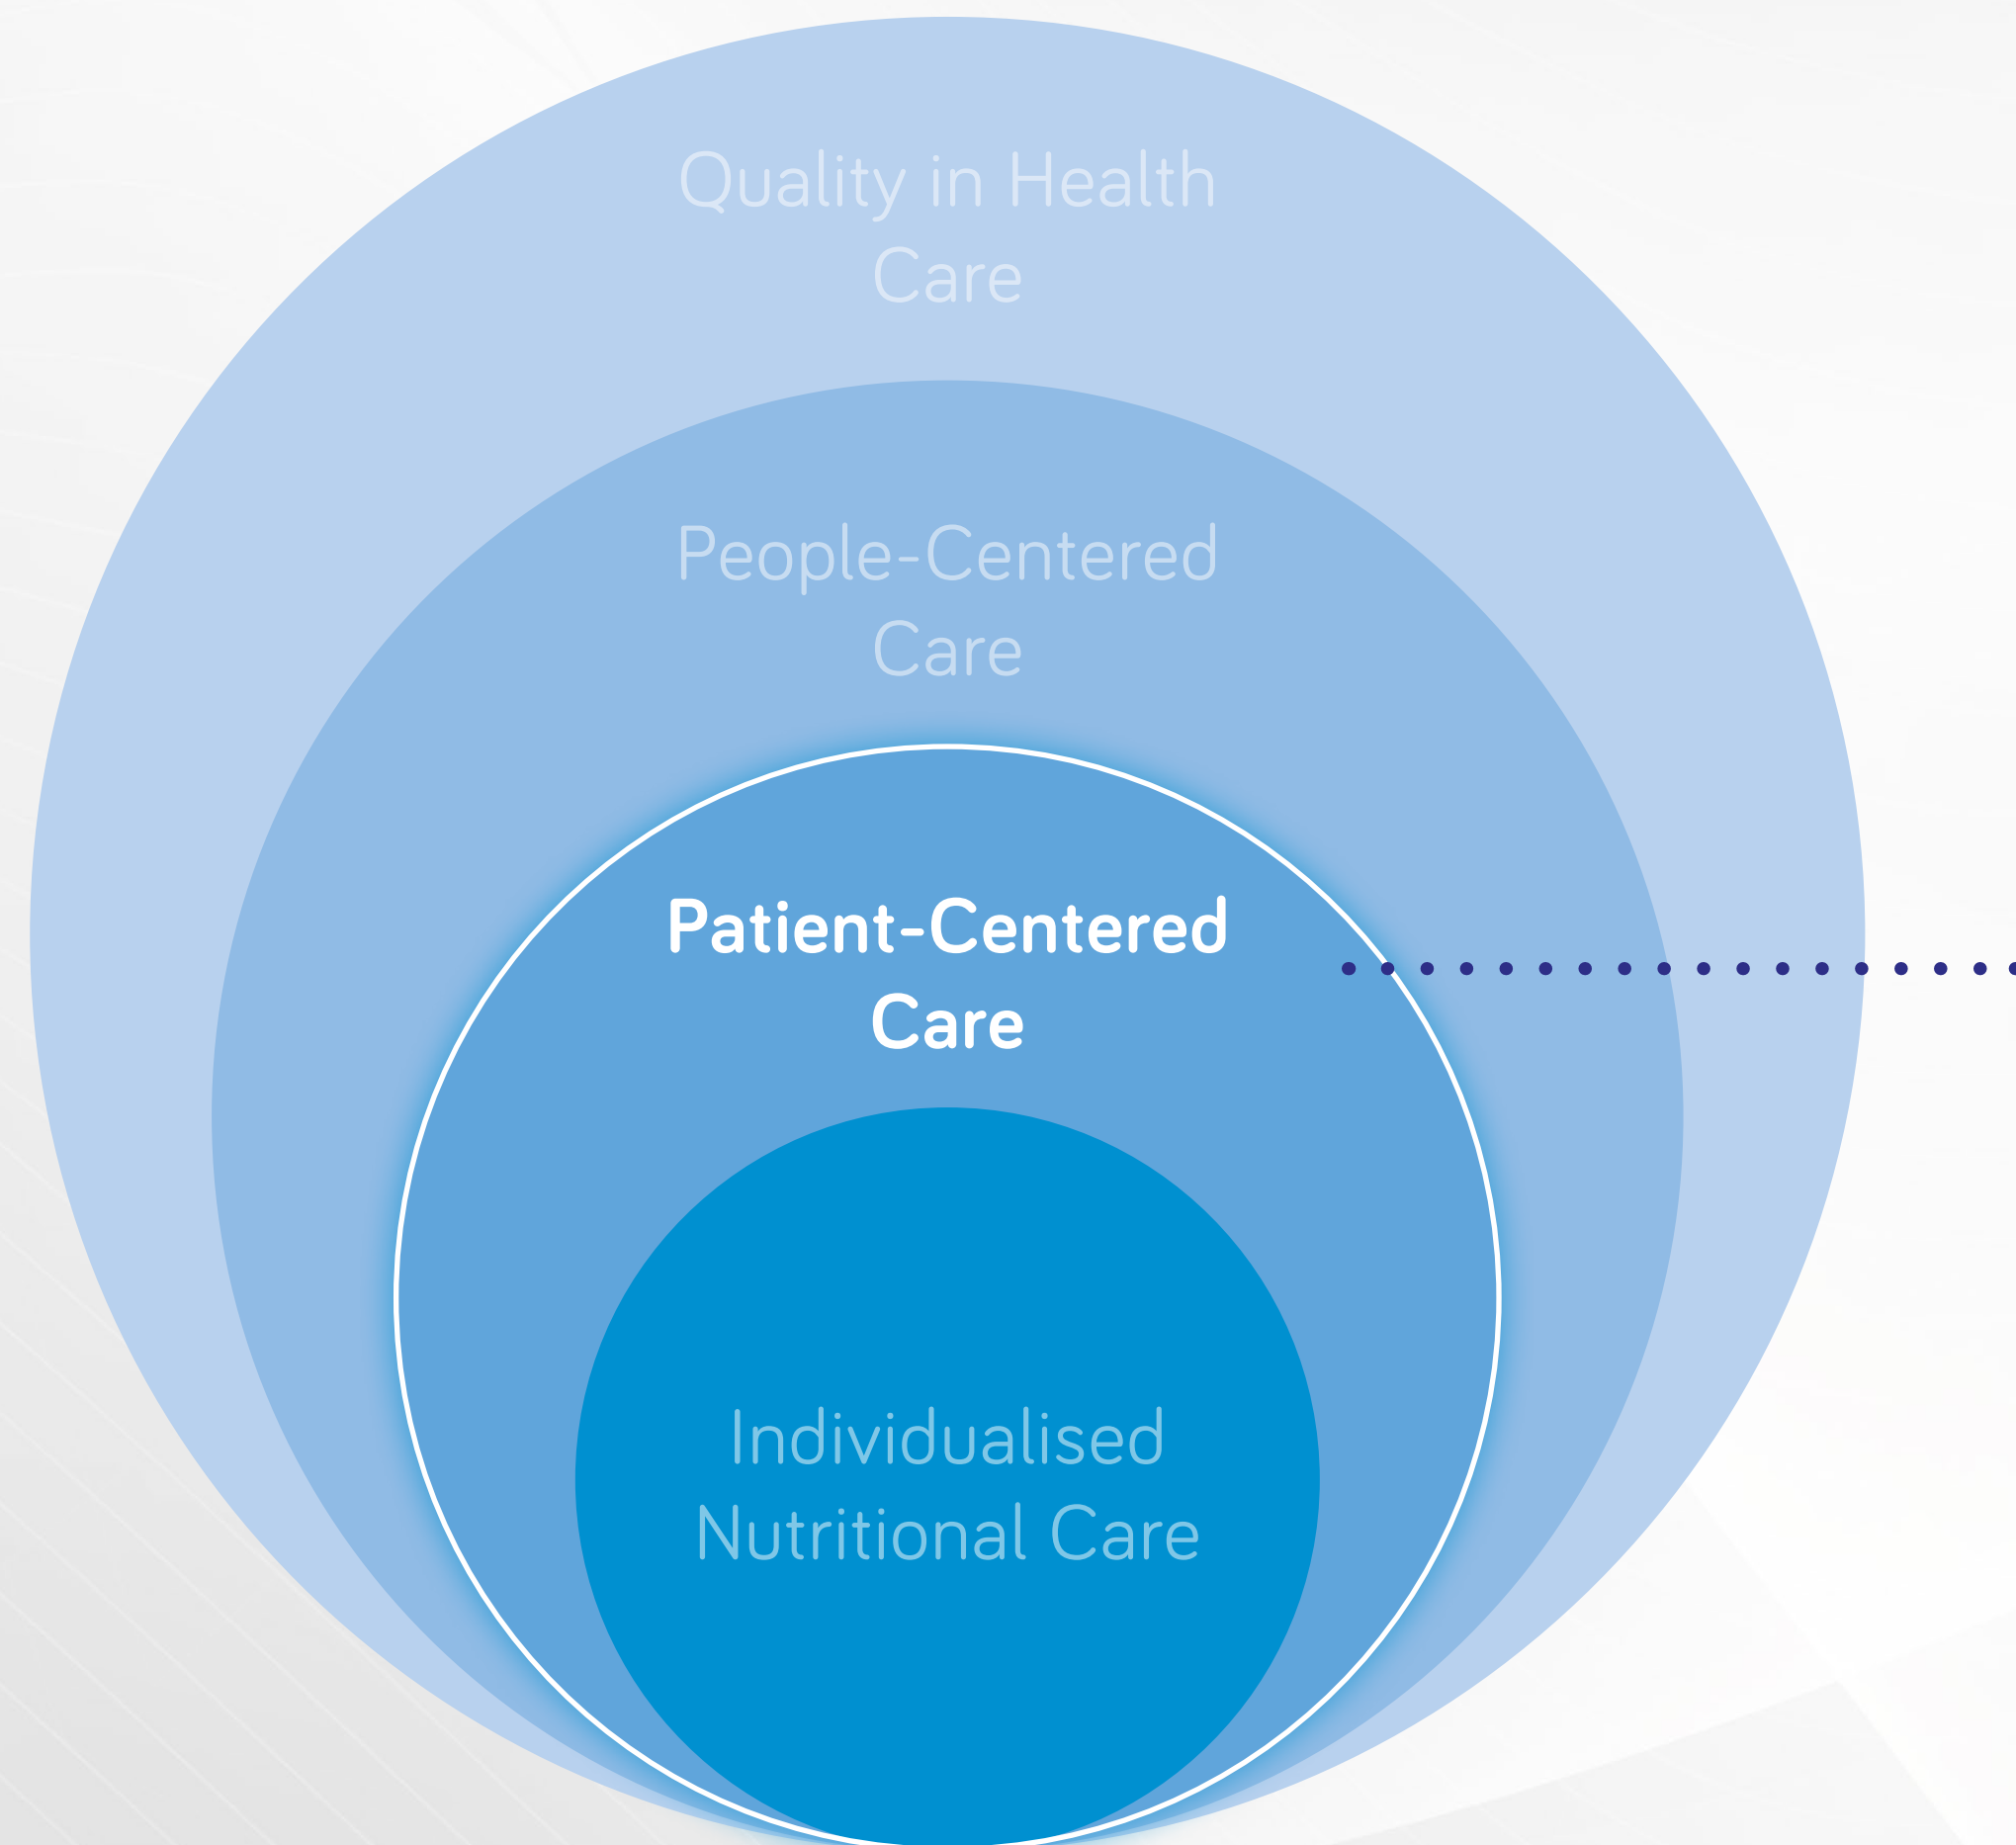 Quality in Health
Care
People-Centered
Care
Patient-Centered
Care
Individualised
Nutritional Care